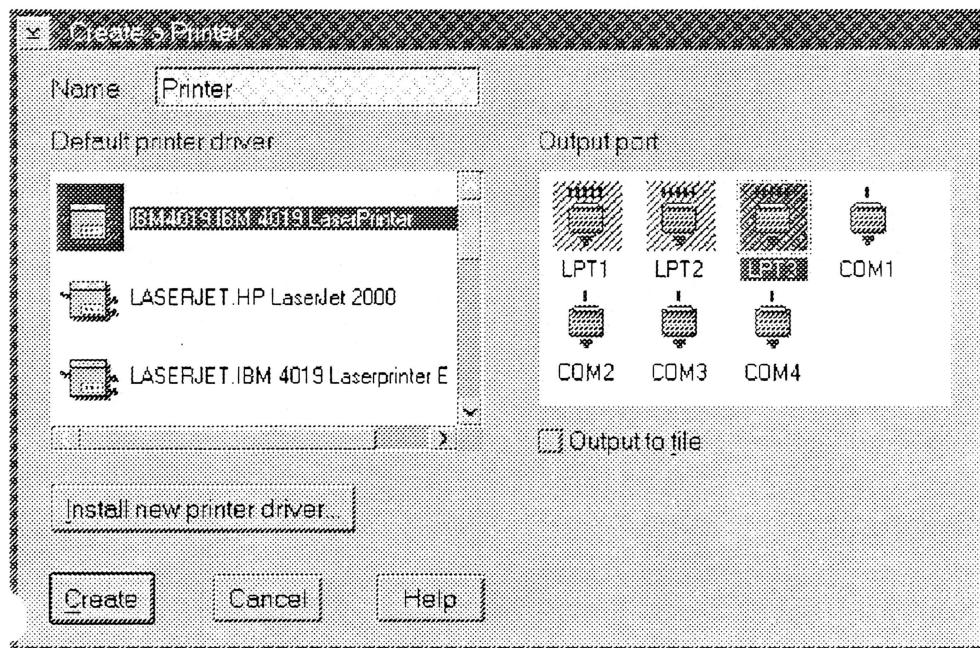 Create a Printer
Name Printer
Default printer driver
IBM4019.IBM 4019 LaserPrinter
LASERJET.HP LaserJet 2000
LASERJET.IBM 4019 Laserprinter E
Install new printer driver...
Create Cancel Help
Output port
LPT1 LPT2 LPT3 COM1
COM2 COM3 COM4
Output to file